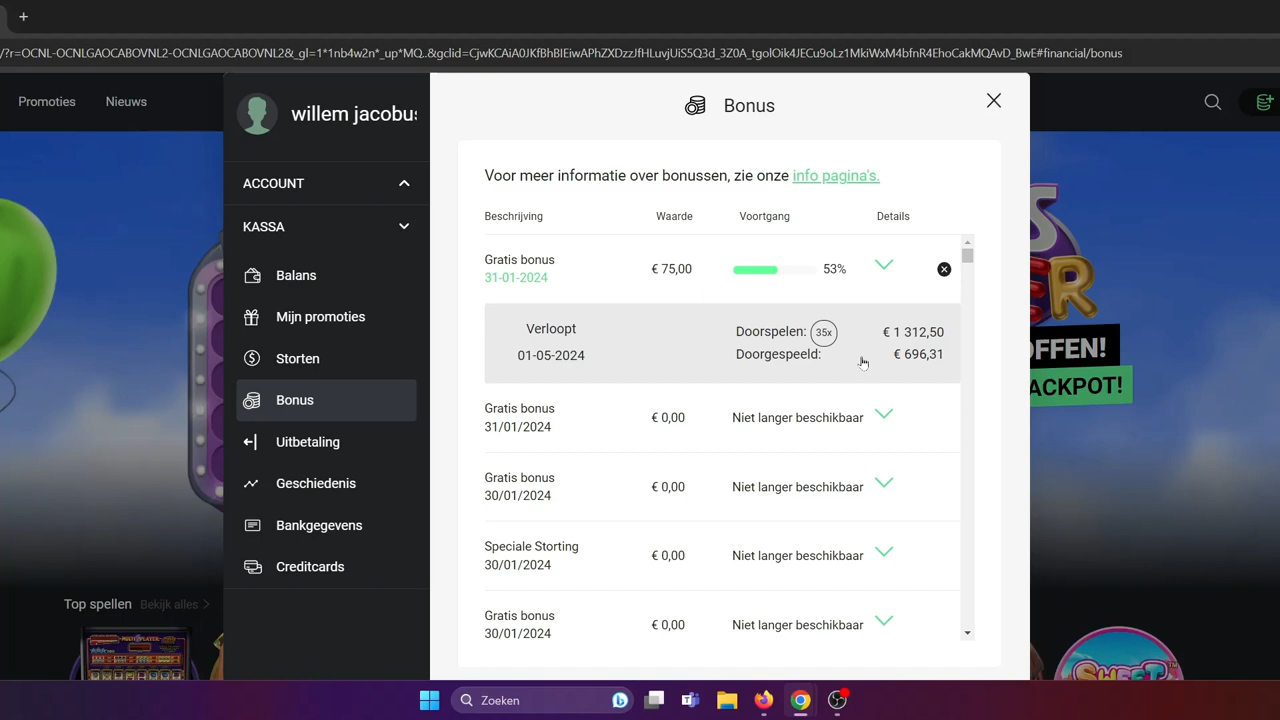 /?r=OCNL-OCNLGAOCABOVNL2-OCNLGAOCABOVNL2&_gl=1*1nb4w2n*_up*MQ..&gclid=CjwKCAiA0JKfBhBIEiwAPhZXDzzJfHLuvjUiS5Q3d_3Z0A_tgolOik4JECu9oLz1MkiWxM4bfnR4EhoCakMQAvD_BwE#financial/bonus
Promoties Nieuws
willem jacobus
Bonus
ACCOUNT
Voor meer informatie over bonussen, zie onze info pagina's.
KASSA
Beschrijving Waarde Voortgang Details
Balans
Mijn promoties
Storten
Bonus
Uitbetaling
Geschiedenis
Bankgegevens
Creditcards
Gratis bonus
31-01-2024 € 75,00 53%
Verloopt Doorspelen: 35x € 1 312,50
01-05-2024 Doorgespeeld: € 696,31
Gratis bonus
31/01/2024 € 0,00 Niet langer beschikbaar
Gratis bonus
30/01/2024 € 0,00 Niet langer beschikbaar
Speciale Storting
30/01/2024 € 0,00 Niet langer beschikbaar
Gratis bonus
30/01/2024 € 0,00 Niet langer beschikbaar
OFFEN!
ACKPOT!
Top spellen Bekijk alles >
SWEET
Zoeken